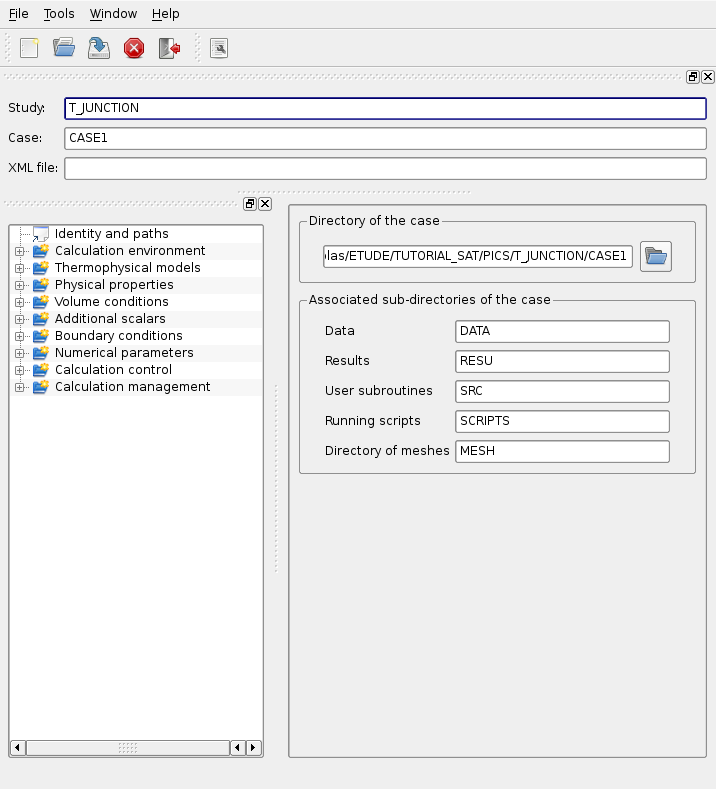 File Tools Window Help
Study: T_JUNCTION
Case: CASE1
XML file:
Identity and paths
Calculation environment
Thermophysical models
Physical properties
Volume conditions
Additional scalars
Boundary conditions
Numerical parameters
Calculation control
Calculation management
Directory of the case
las/ETUDE/TUTORIAL_SAT/PICS/T_JUNCTION/CASE1
Associated sub-directories of the case
Data DATA
Results RESU
User subroutines SRC
Running scripts SCRIPTS
Directory of meshes MESH